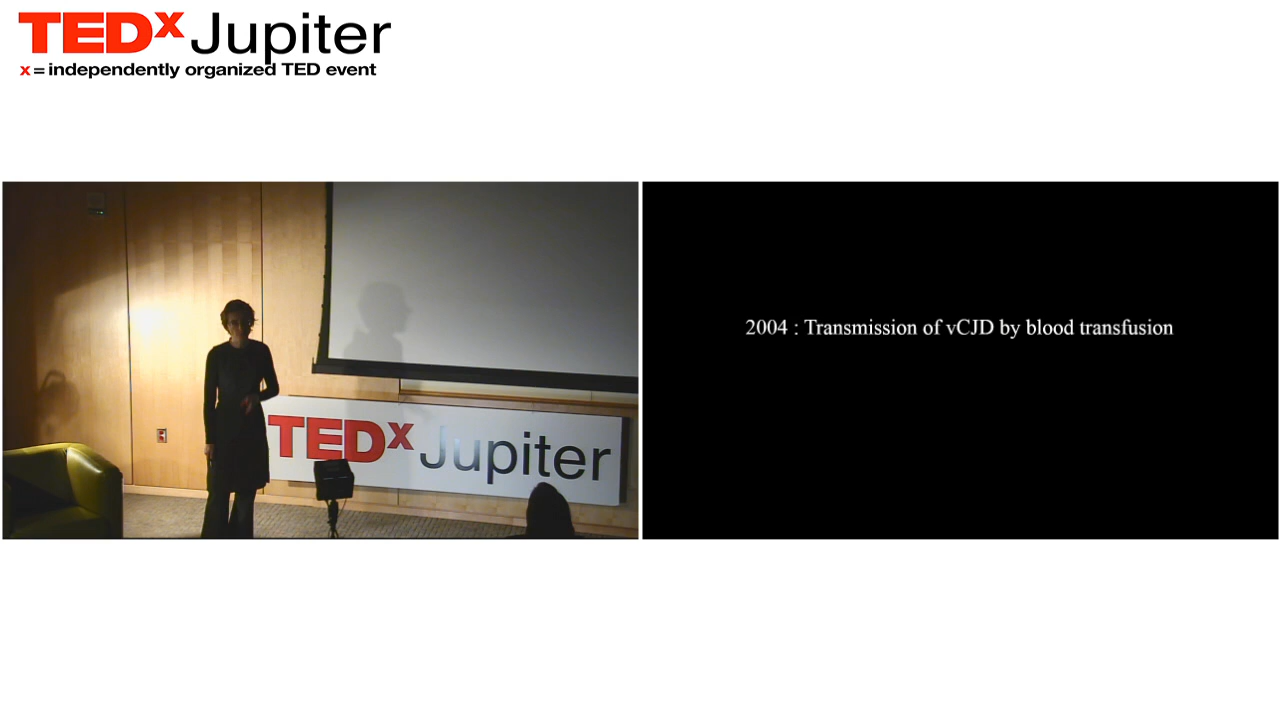 TEDx Jupiter
x = independently organized TED event
TEDx Jupiter
2004 : Transmission of vCJD by blood transfusion